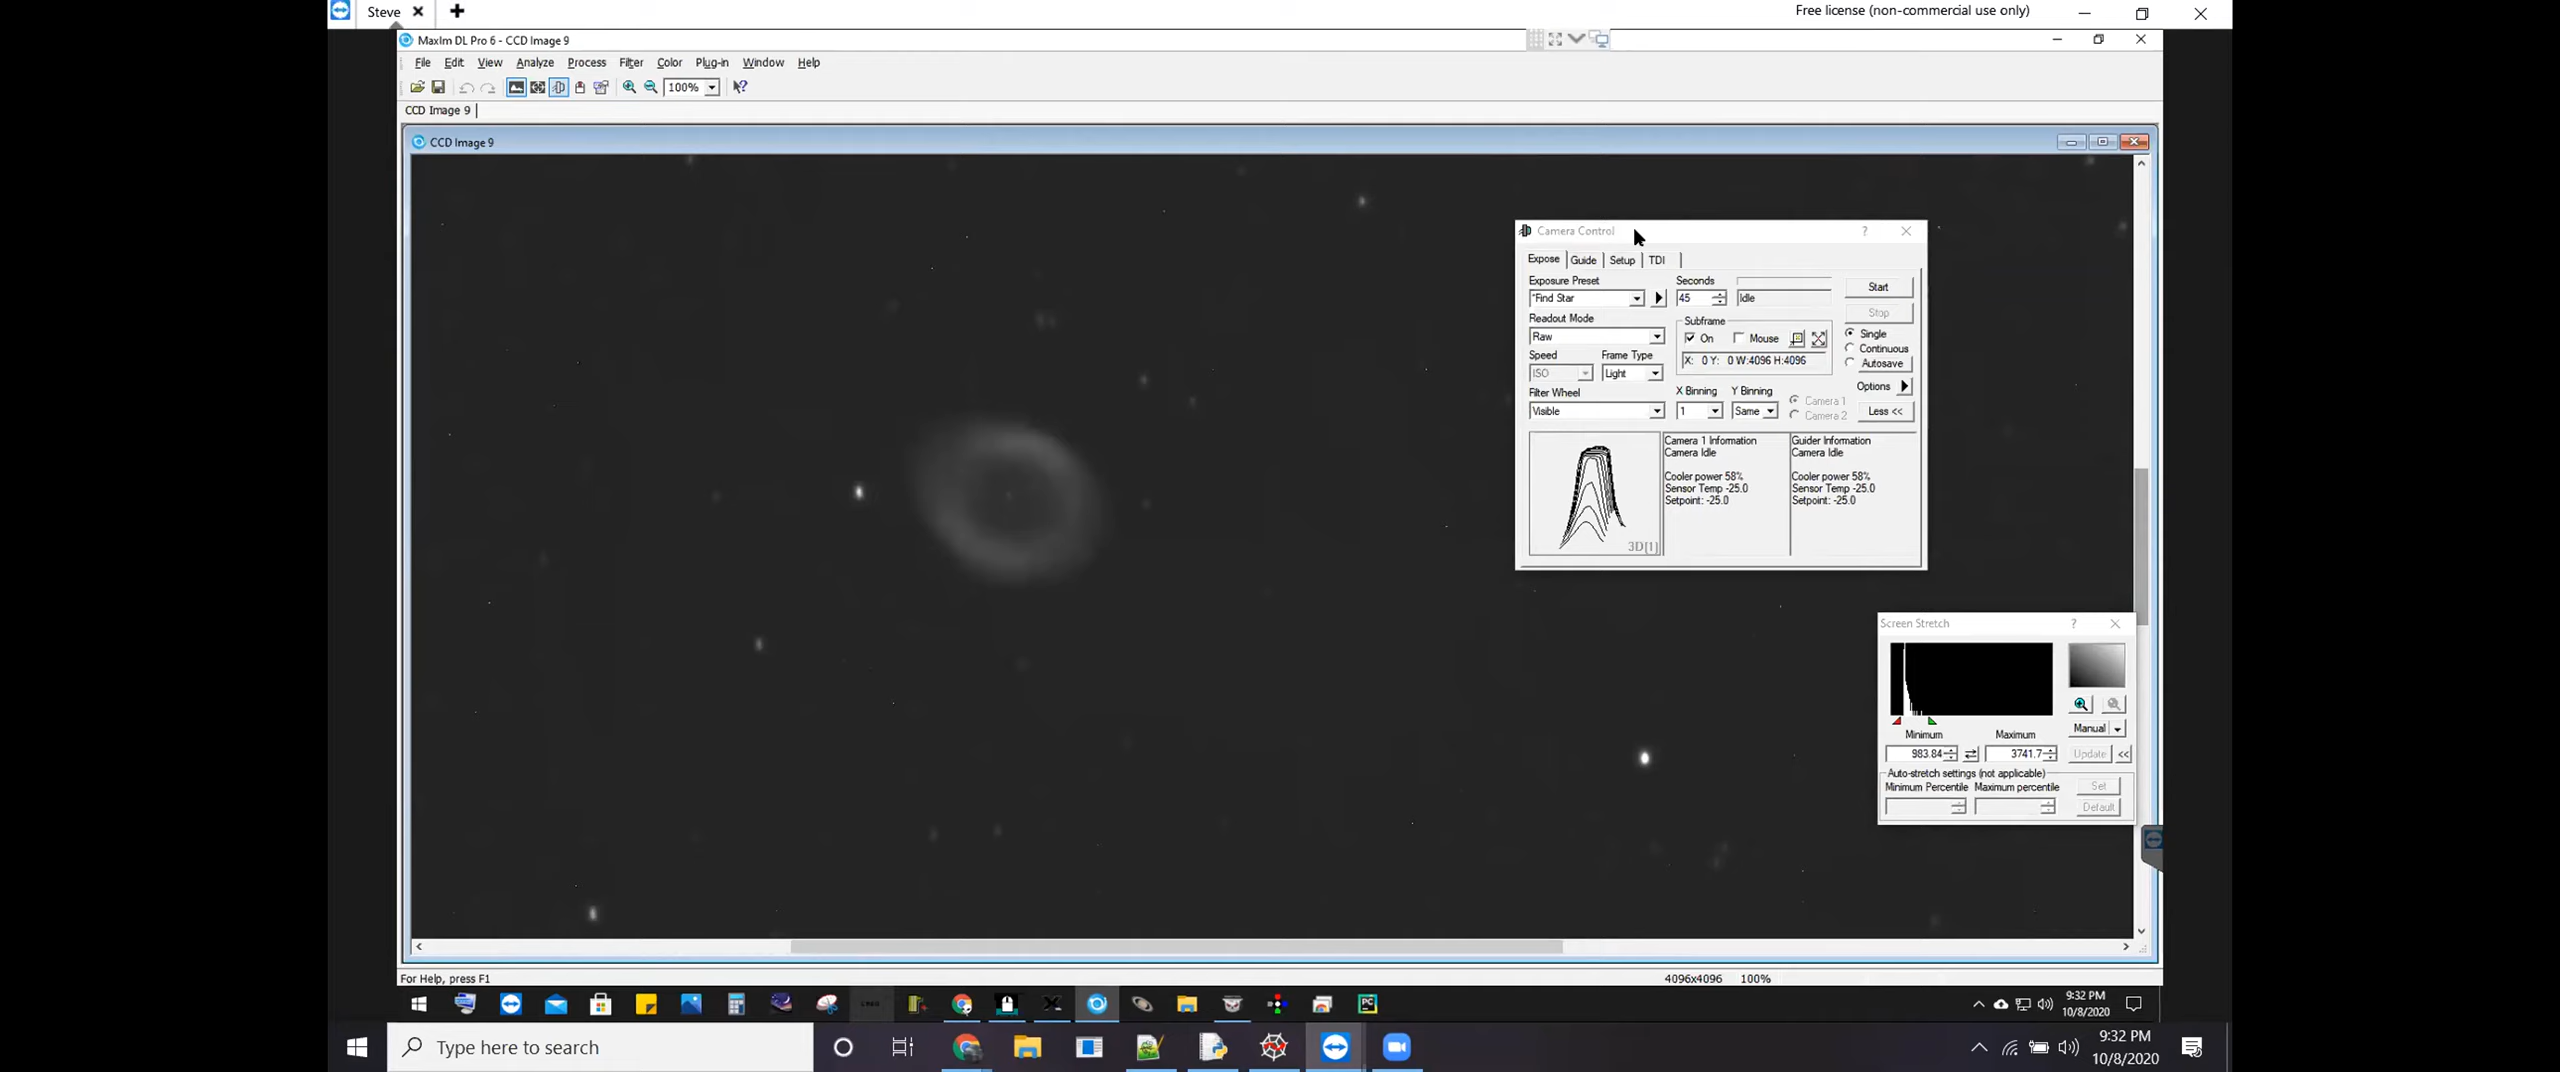 Steve
Free license (non-commercial use only)
MaxIm DL Pro 6 - CCD Image 9
File Edit View Analyze Process Filter Color Plug-in Window Help
100%
CCD Image 9
CCD Image 9
Camera Control
Expose Guide Setup TDI
Exposure Preset Seconds
*Find Star 45 Idle Start
Readout Mode Subframe Stop
Raw On Mouse Single
Speed Frame Type X: 0 Y: 0 W:4096 H:4096 Continuous
ISO Light Autosave
Filter Wheel X Binning Y Binning Options
Visible 1 Same Camera 1
Camera 2 Less <<
Camera 1 Information Guider Information
Camera Idle Camera Idle
Cooler power 58% Cooler power 58%
Sensor Temp -25.0 Sensor Temp -25.0
Setpoint: -25.0 Setpoint: -25.0
3D[1]
Screen Stretch
Manual
Minimum Maximum
983.84 3741.7 Update <<
Auto-stretch settings (not applicable)
Minimum Percentile Maximum percentile Set
Default
For Help, press F1 4096x4096 100%
9:32 PM
10/8/2020
Type here to search
9:32 PM
10/8/2020